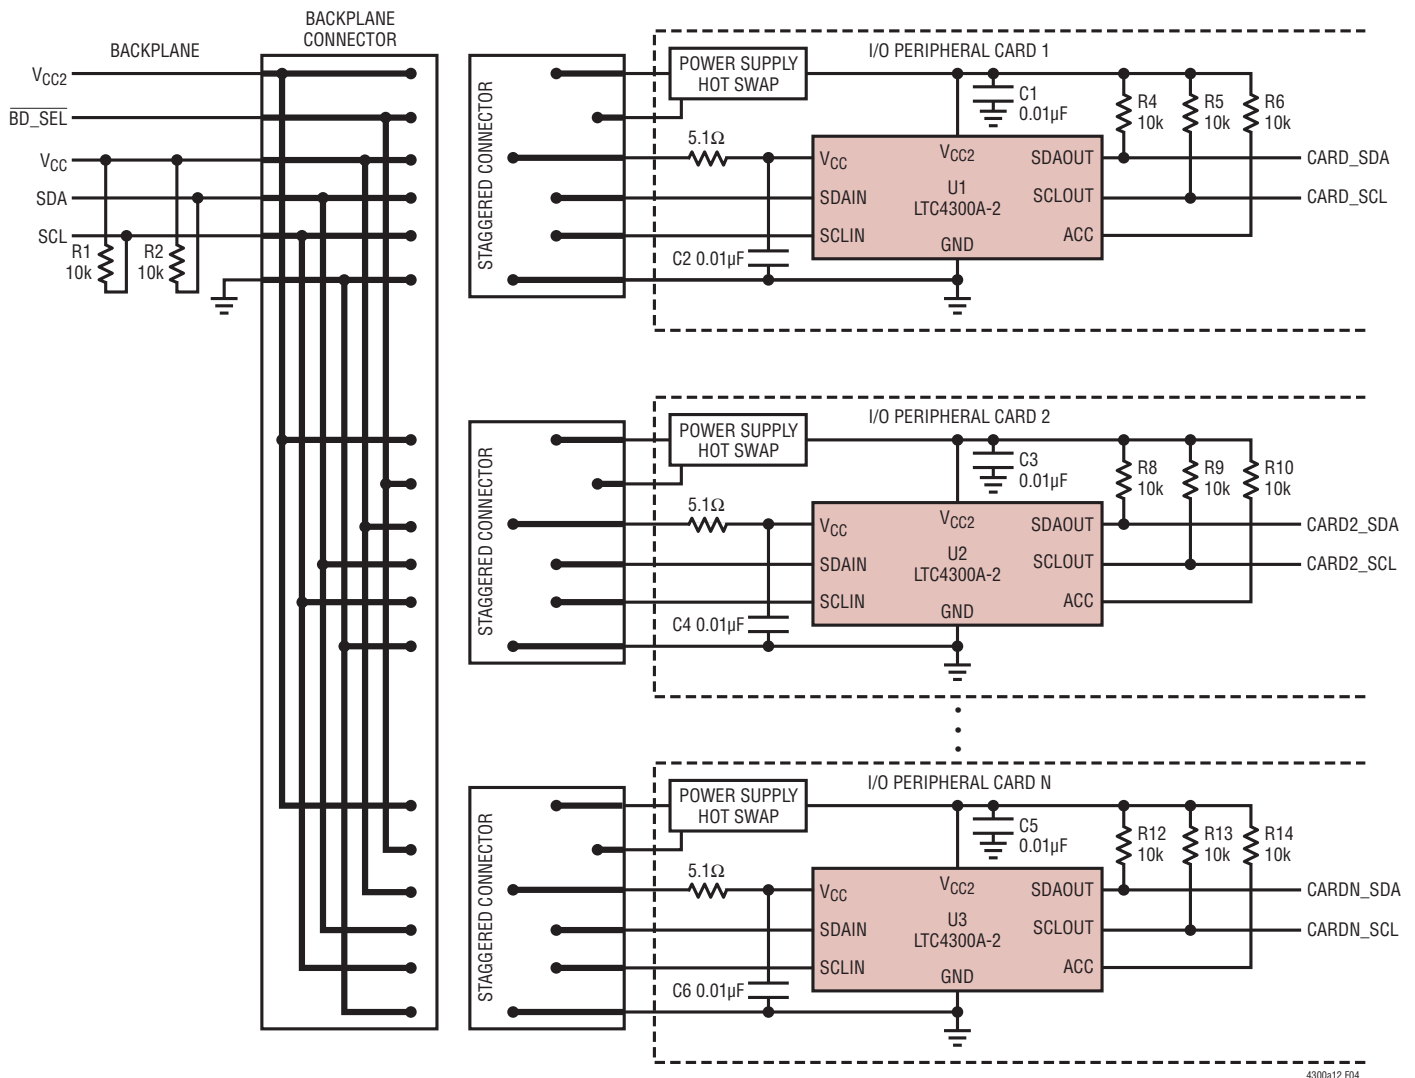 BACKPLANE
CONNECTOR
BACKPLANE
VCC2
BD_SEL
VCC
SDA
SCL
R1
10k
R2
10k
STAGGERED CONNECTOR
I/O PERIPHERAL CARD 1
POWER SUPPLY
HOT SWAP
C1
0.01µF
R4
10k
R5
10k
R6
10k
5.1Ω
VCC
VCC2
SDAOUT
CARD_SDA
SDAIN
U1
LTC4300A-2
SCLOUT
CARD_SCL
SCLIN
GND
ACC
C2 0.01µF
STAGGERED CONNECTOR
I/O PERIPHERAL CARD 2
POWER SUPPLY
HOT SWAP
C3
0.01µF
R8
10k
R9
10k
R10
10k
5.1Ω
VCC
VCC2
SDAOUT
CARD2_SDA
SDAIN
U2
LTC4300A-2
SCLOUT
CARD2_SCL
SCLIN
GND
ACC
C4 0.01µF
STAGGERED CONNECTOR
I/O PERIPHERAL CARD N
POWER SUPPLY
HOT SWAP
C5
0.01µF
R12
10k
R13
10k
R14
10k
5.1Ω
VCC
VCC2
SDAOUT
CARDN_SDA
SDAIN
U3
LTC4300A-2
SCLOUT
CARDN_SCL
SCLIN
GND
ACC
C6 0.01µF
4300a12 F04